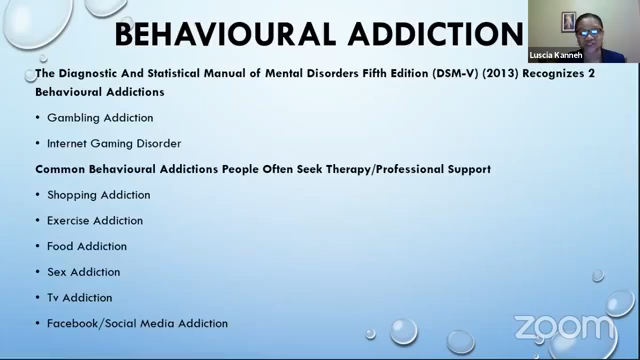 BEHAVIOURAL ADDICTION
Luscia Kanneh
The Diagnostic And Statistical Manual of Mental Disorders Fifth Edition (DSM-V) (2013) Recognizes 2
Behavioural Addictions
• Gambling Addiction
• Internet Gaming Disorder
Common Behavioural Addictions People Often Seek Therapy/Professional Support
• Shopping Addiction
• Exercise Addiction
• Food Addiction
• Sex Addiction
• Tv Addiction
• Facebook/Social Media Addiction
zoom